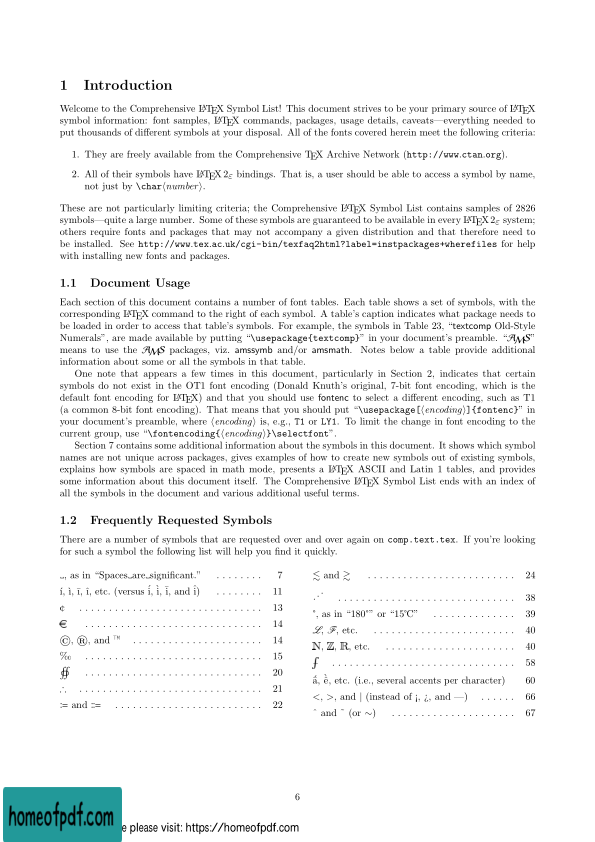 1 Introduction
Welcome to the Comprehensive LATEX Symbol List! This document strives to be your primary source of LATEX
symbol information: font samples, LATEX commands, packages, usage details, caveats—everything needed to
put thousands of different symbols at your disposal. All of the fonts covered herein meet the following criteria:
1. They are freely available from the Comprehensive TEX Archive Network (http://www.ctan.org).
2. All of their symbols have LATEX 2ε bindings. That is, a user should be able to access a symbol by name,
not just by \char⟨number⟩.
These are not particularly limiting criteria; the Comprehensive LATEX Symbol List contains samples of 2826
symbols—quite a large number. Some of these symbols are guaranteed to be available in every LATEX 2ε system;
others require fonts and packages that may not accompany a given distribution and that therefore need to
be installed. See http://www.tex.ac.uk/cgi-bin/texfaq2html?label=instpackages+wherefiles for help
with installing new fonts and packages.
1.1 Document Usage
Each section of this document contains a number of font tables. Each table shows a set of symbols, with the
corresponding LATEX command to the right of each symbol. A table's caption indicates what package needs to
be loaded in order to access that table's symbols. For example, the symbols in Table 23, "textcomp Old-Style
Numerals", are made available by putting "\usepackage{textcomp}" in your document's preamble. "AMS"
means to use the AMS packages, viz. amssymb and/or amsmath. Notes below a table provide additional
information about some or all the symbols in that table.
One note that appears a few times in this document, particularly in Section 2, indicates that certain
symbols do not exist in the OT1 font encoding (Donald Knuth's original, 7-bit font encoding, which is the
default font encoding for LATEX) and that you should use fontenc to select a different encoding, such as T1
(a common 8-bit font encoding). That means that you should put "\usepackage[⟨encoding⟩]{fontenc}" in
your document's preamble, where ⟨encoding⟩ is, e.g., T1 or LY1. To limit the change in font encoding to the
current group, use "\fontencoding{⟨encoding⟩}\selectfont".
Section 7 contains some additional information about the symbols in this document. It shows which symbol
names are not unique across packages, gives examples of how to create new symbols out of existing symbols,
explains how symbols are spaced in math mode, presents a LATEX ASCII and Latin 1 tables, and provides
some information about this document itself. The Comprehensive LATEX Symbol List ends with an index of
all the symbols in the document and various additional useful terms.
1.2 Frequently Requested Symbols
There are a number of symbols that are requested over and over again on comp.text.tex. If you're looking
for such a symbol the following list will help you find it quickly.
␣, as in "Spaces␣are␣significant." . . . . . . . . 7
í, ì, ī, î, etc. (versus i̇́, i̇̀, i̇̄, and i̇̂) . . . . . . . . 11
¢ . . . . . . . . . . . . . . . . . . . . . . . . . . 13
€ . . . . . . . . . . . . . . . . . . . . . . . . . . 14
©, ®, and ™ . . . . . . . . . . . . . . . . . . . 14
‰ . . . . . . . . . . . . . . . . . . . . . . . . . . 15
∯ . . . . . . . . . . . . . . . . . . . . . . . . . . 20
∴ . . . . . . . . . . . . . . . . . . . . . . . . . . 21
≔ and ⩴ . . . . . . . . . . . . . . . . . . . . . . 22
≲ and ≳ . . . . . . . . . . . . . . . . . . . . . . 24
⋰ . . . . . . . . . . . . . . . . . . . . . . . . . . 38
°, as in "180°" or "15℃" . . . . . . . . . . . . . 39
ℒ, ℱ, etc. . . . . . . . . . . . . . . . . . . . . . 40
ℕ, ℤ, ℝ, etc. . . . . . . . . . . . . . . . . . . . 40
⨍ . . . . . . . . . . . . . . . . . . . . . . . . . . 58
ā́, ë̀, etc. (i.e., several accents per character) 60
<, >, and | (instead of ¡, ¿, and —) . . . . . . 66
ˆ and ˜ (or ∼) . . . . . . . . . . . . . . . . . . . 67
6
homeofpdf.com
e please visit: https://homeofpdf.com